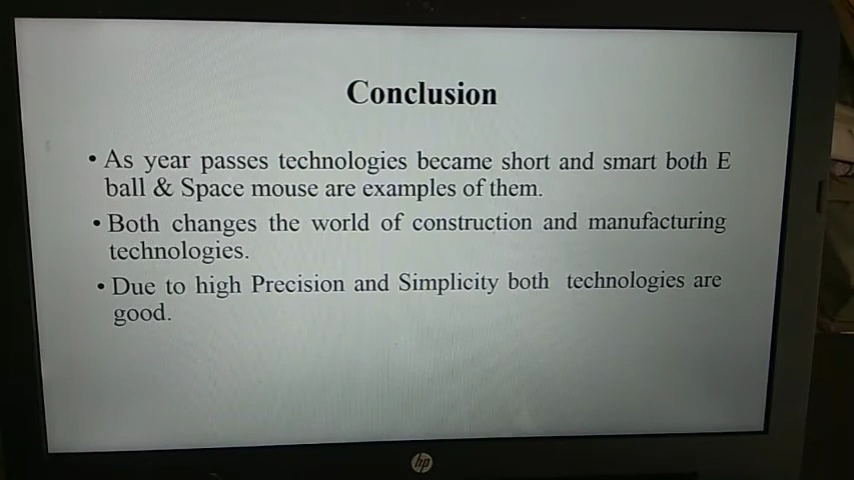 Conclusion
• As year passes technologies became short and smart both E
ball & Space mouse are examples of them.
• Both changes the world of construction and manufacturing
technologies.
• Due to high Precision and Simplicity both technologies are
good.
hp